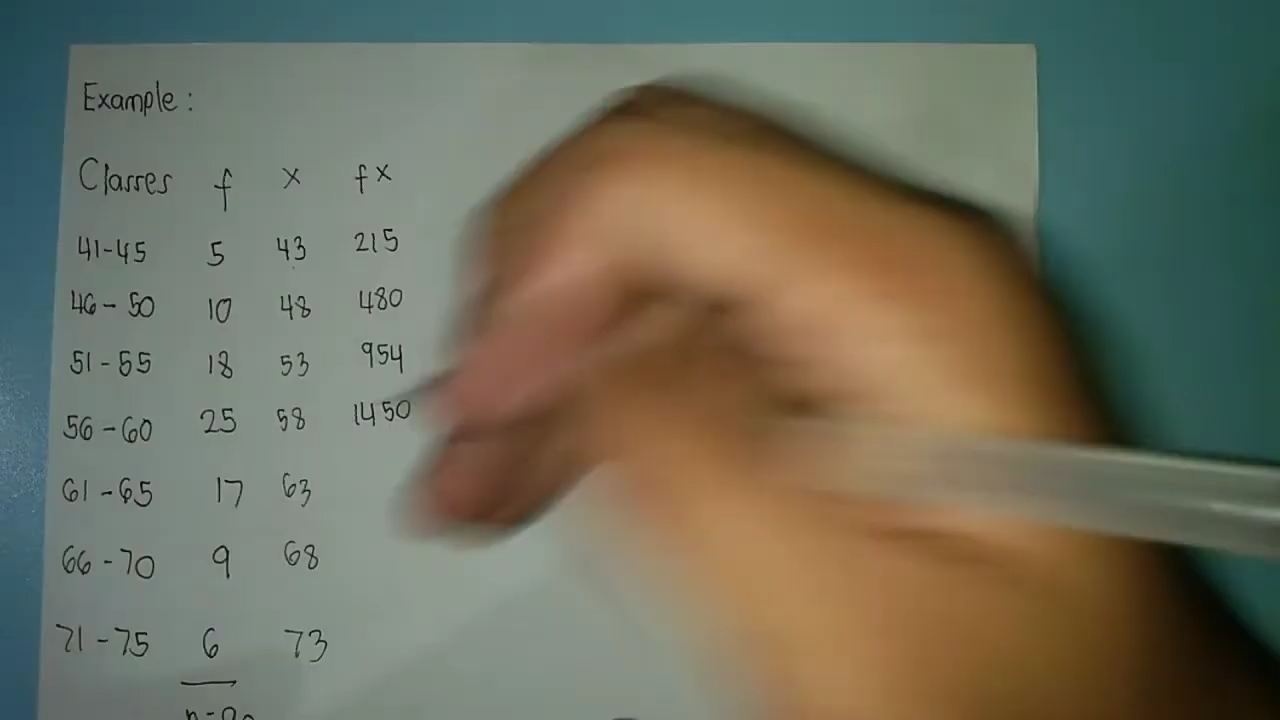 Example:
Classes f x fx
41-45 5 43 215
46-50 10 48 480
51-55 18 53 954
56-60 25 58 1450
61-65 17 63
66-70 9 68
71-75 6 73